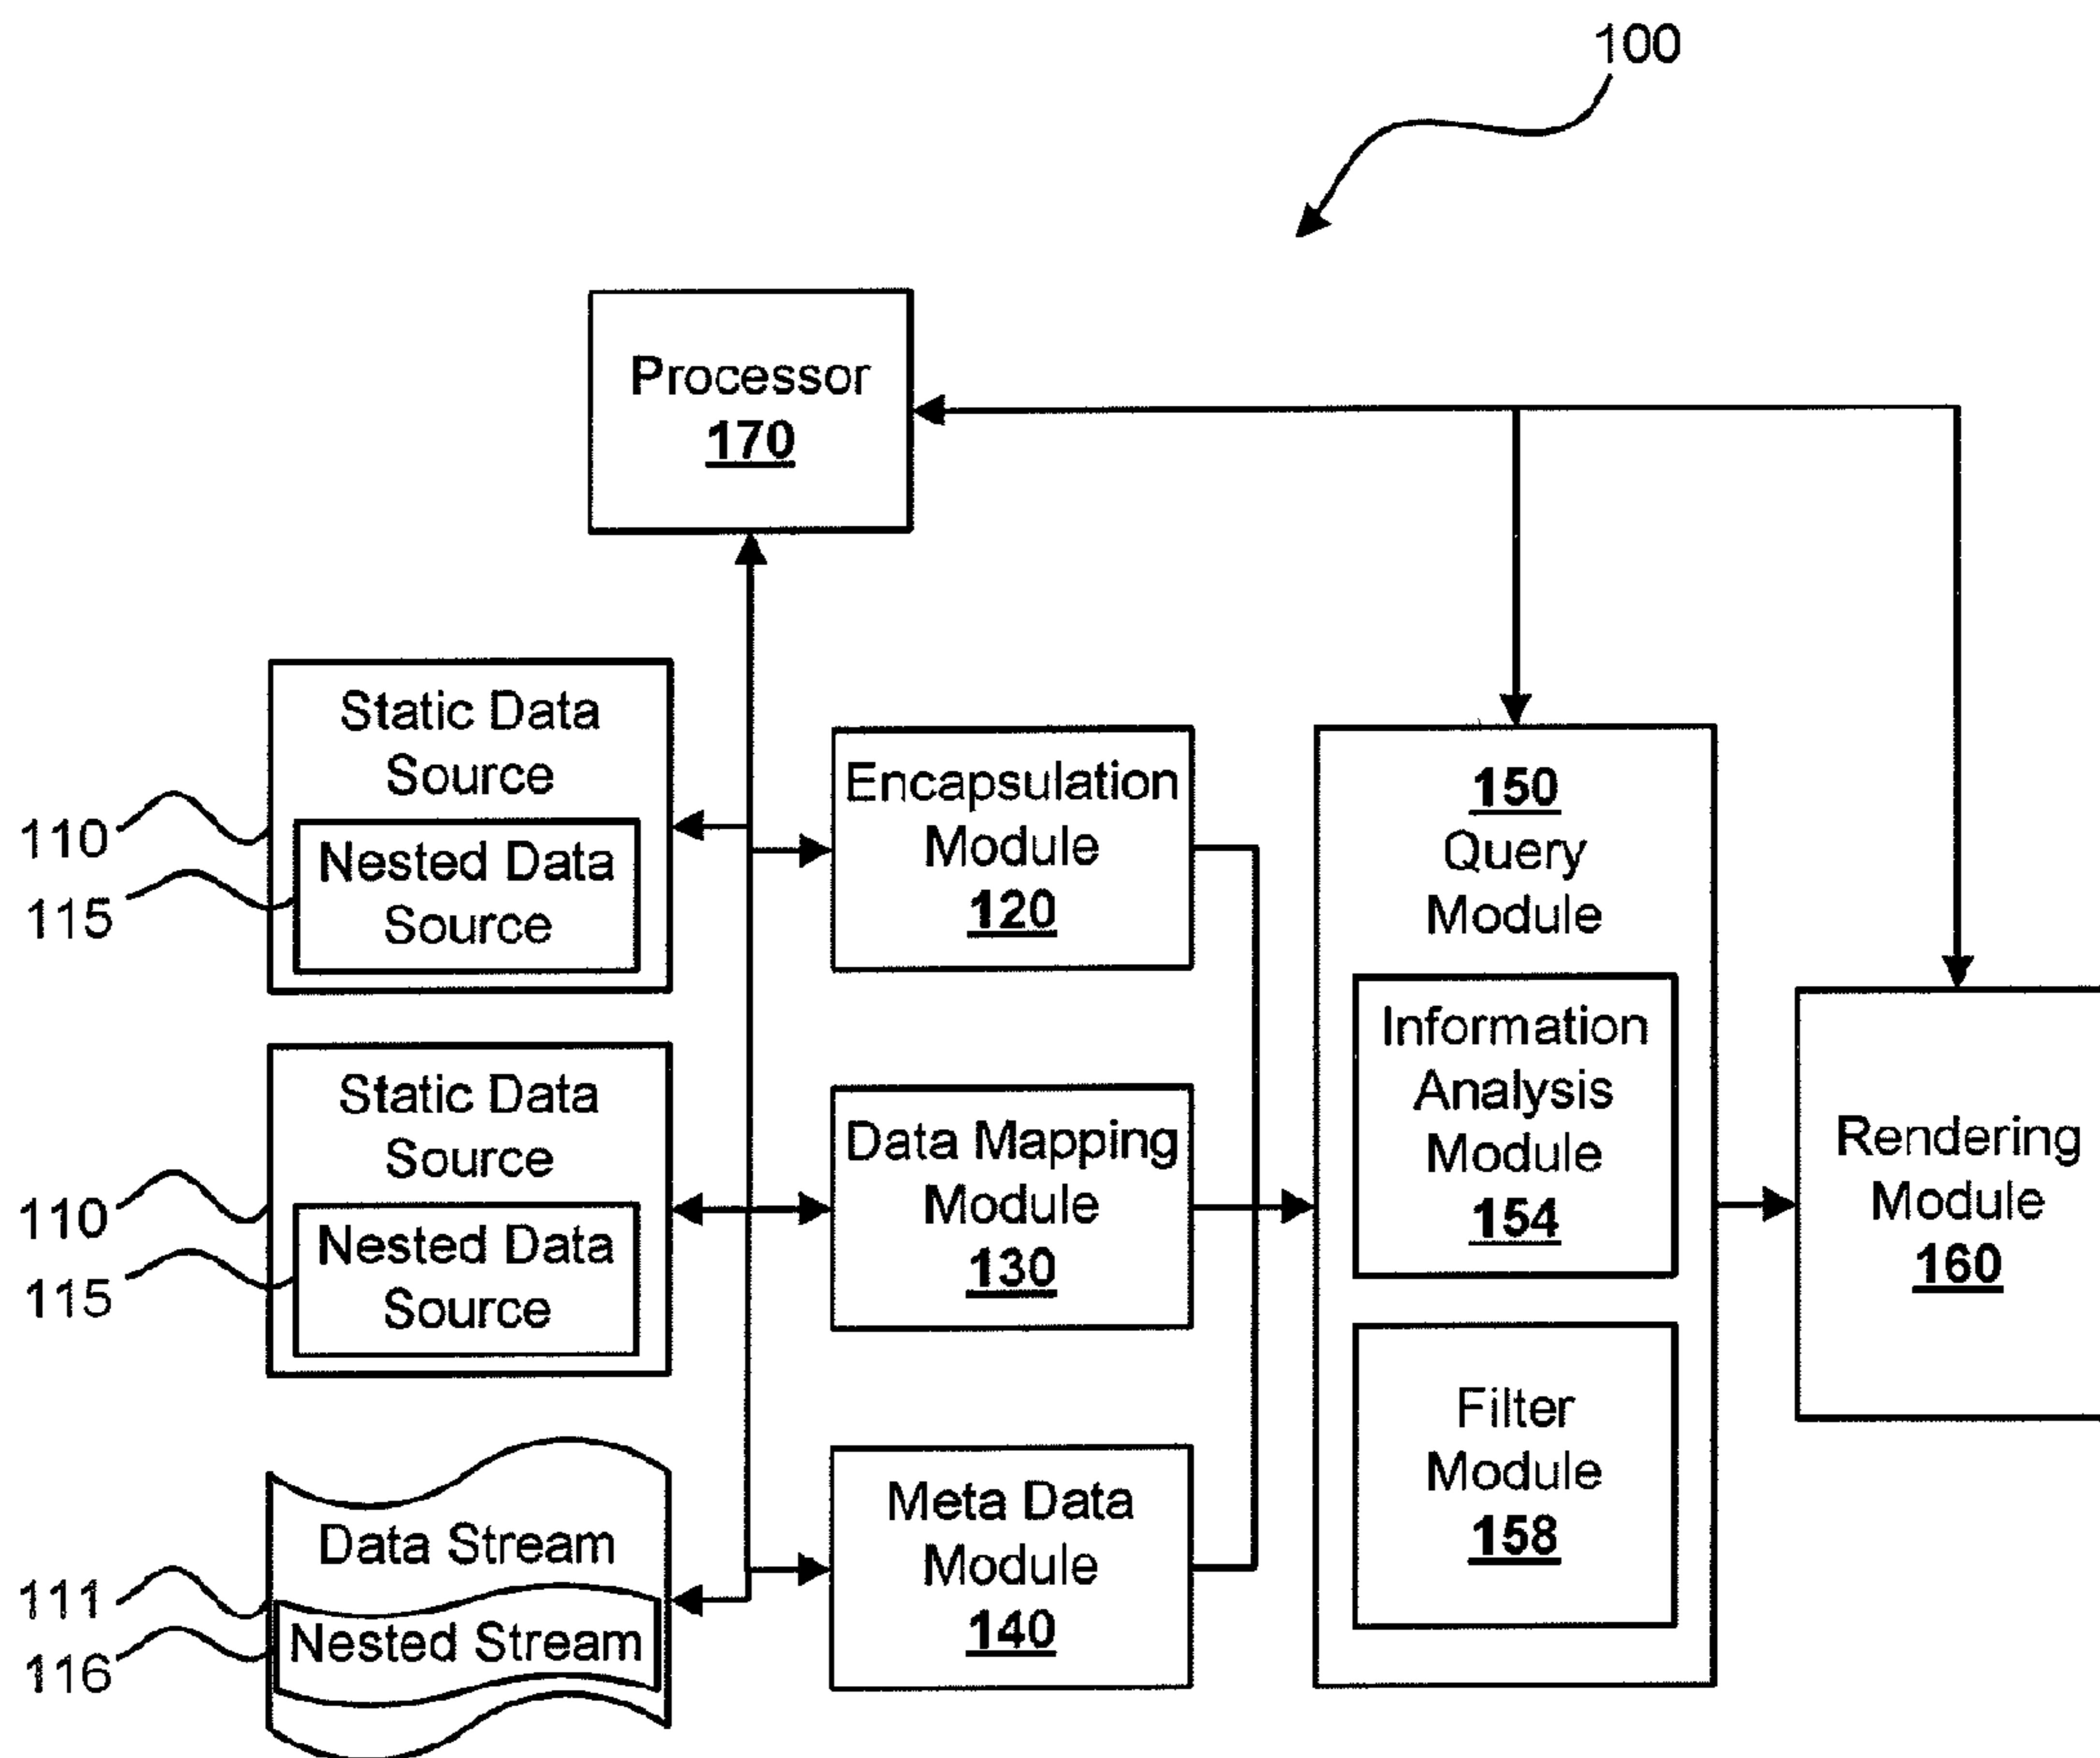 100
Processor
170
Static Data
Source
110
Nested Data
Source
115
Static Data
Source
110
Nested Data
Source
115
Data Stream
111
Nested Stream
116
Encapsulation
Module
120
Data Mapping
Module
130
Meta Data
Module
140
150
Query
Module
Information
Analysis
Module
154
Filter
Module
158
Rendering
Module
160